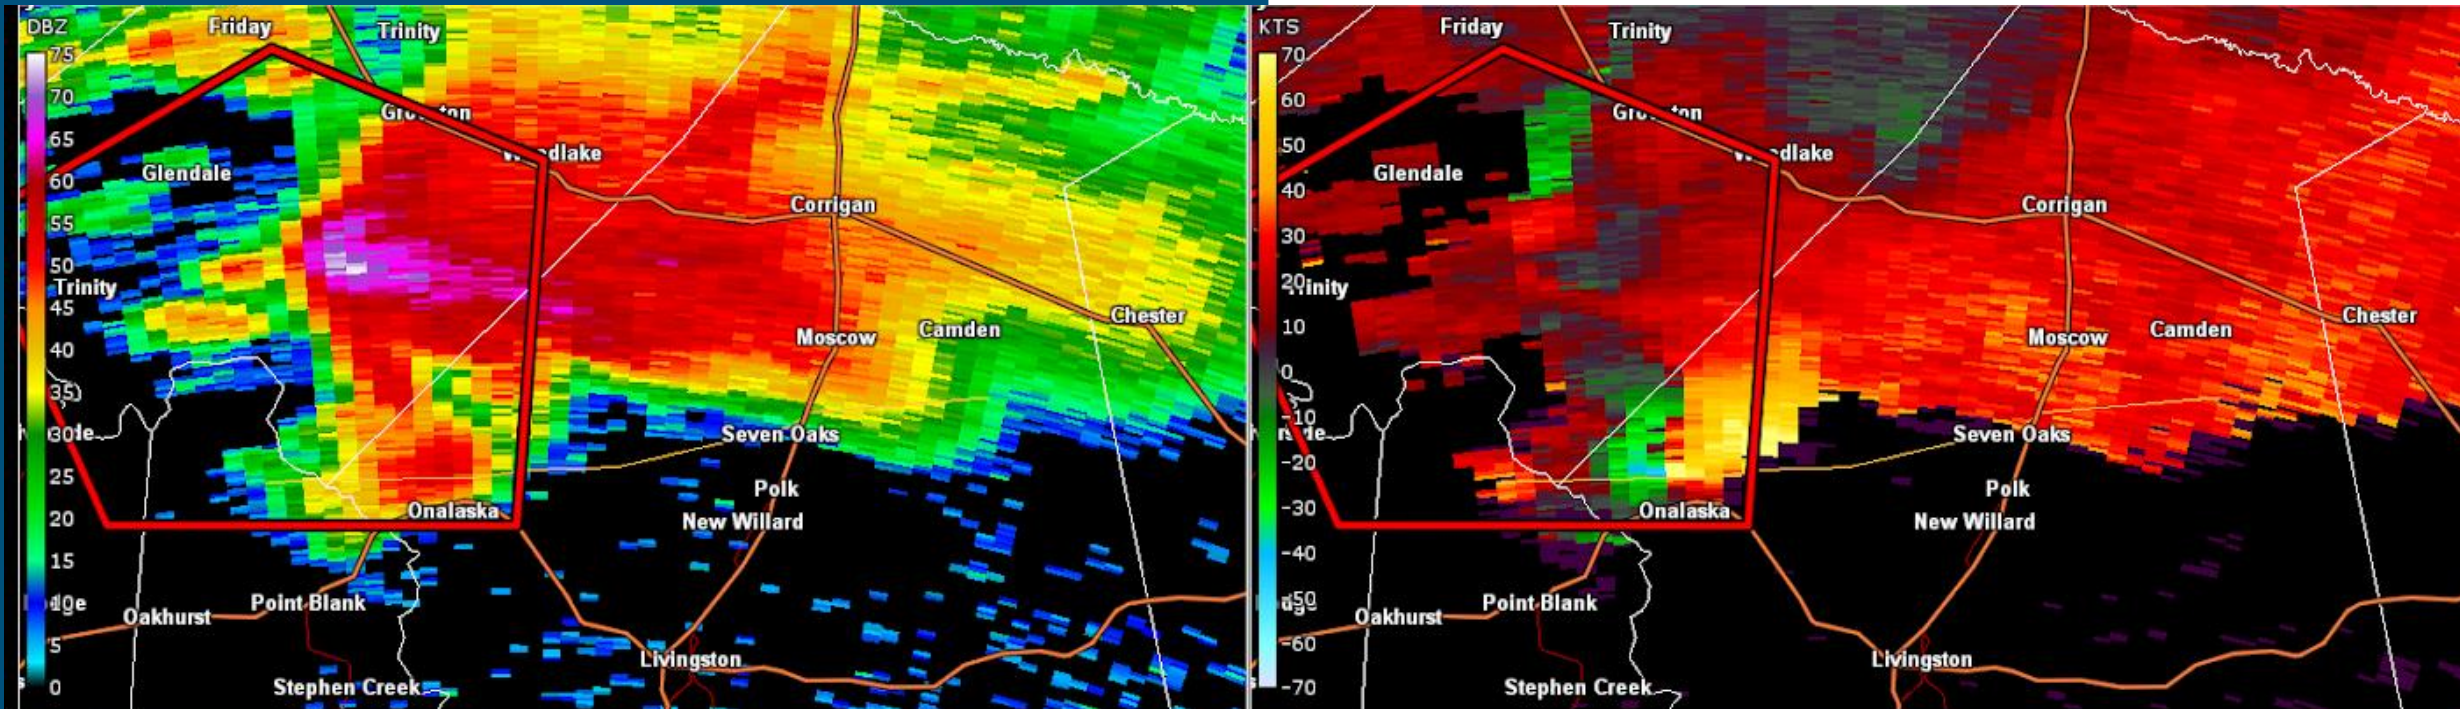 DBZ
75
70
65
60
55
50
45
40
35
30
25
20
15
5
0
Friday
Trinity
Glendale
Corrigan
Trinity
Moscow
Camden
Chester
Seven Oaks
Polk
Onalaska
New Willard
Point Blank
Oakhurst
Livingston
Stephen Creek
KTS
70
60
50
40
30
20
10
0
-10
-20
-30
-40
-50
-60
-70
Friday
Trinity
Glendale
Corrigan
Moscow
Camden
Chester
Seven Oaks
Polk
Onalaska
New Willard
Point Blank
Oakhurst
Livingston
Stephen Creek